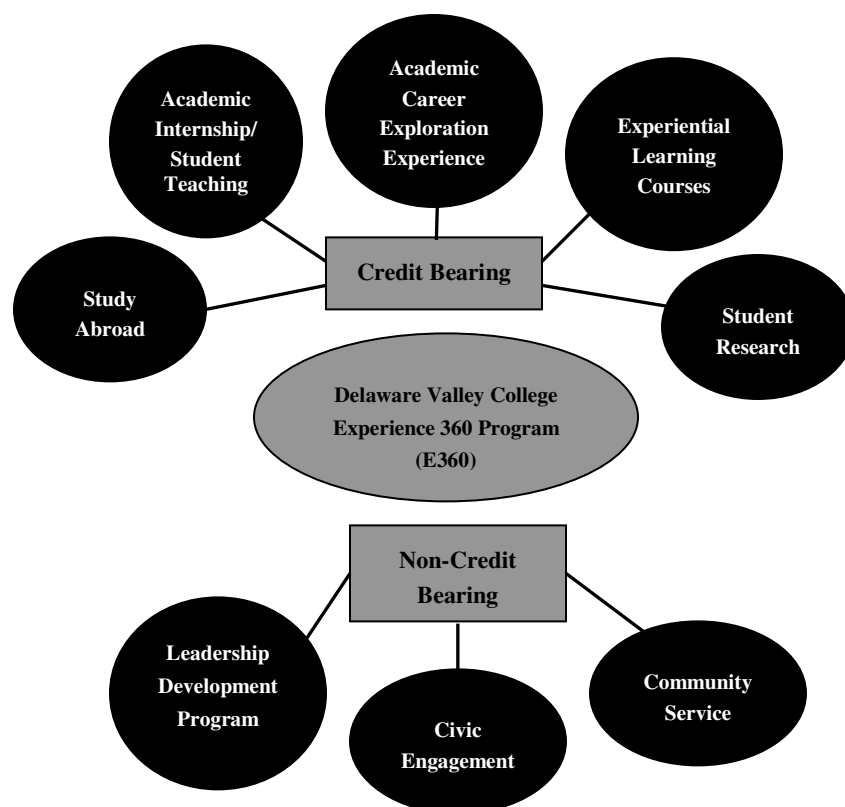 Academic
Internship/
Student
Teaching
Academic
Career
Exploration
Experience
Experiential
Learning
Courses
Study
Abroad
Credit Bearing
Student
Research
Delaware Valley College
Experience 360 Program
(E360)
Non-Credit
Bearing
Leadership
Development
Program
Civic
Engagement
Community
Service